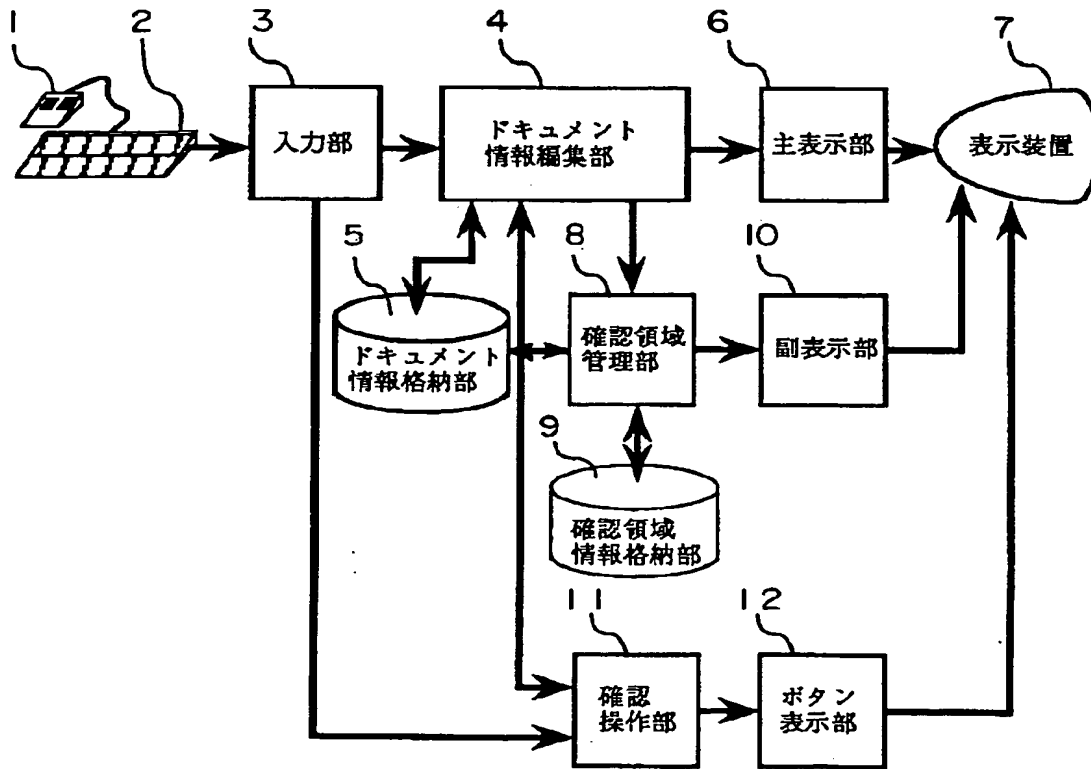 1
2
3
4
6
7
入力部
ドキュメント
情報編集部
主表示部
表示装置
5
8
10
ドキュメント
情報格納部
確認領域
管理部
副表示部
9
確認領域
情報格納部
11
12
確認
操作部
ボタン
表示部